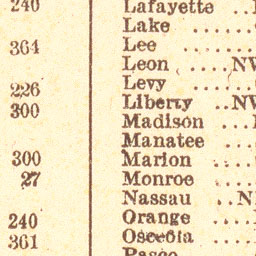 240 Lafayette ..
Lake ......
364 Lee ......
Leon .... NW
Levy ....
226 Liberty ..NW
300 Madison ....
Manatee ...
300 Marion ....
27 Monroe ....
Nassau ..N
240 Orange ....
361 Osceola ....
Pasco